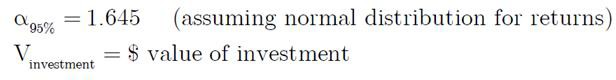 α95% = 1.645 (assuming normal distribution for returns)
Vinvestment = $ value of investment